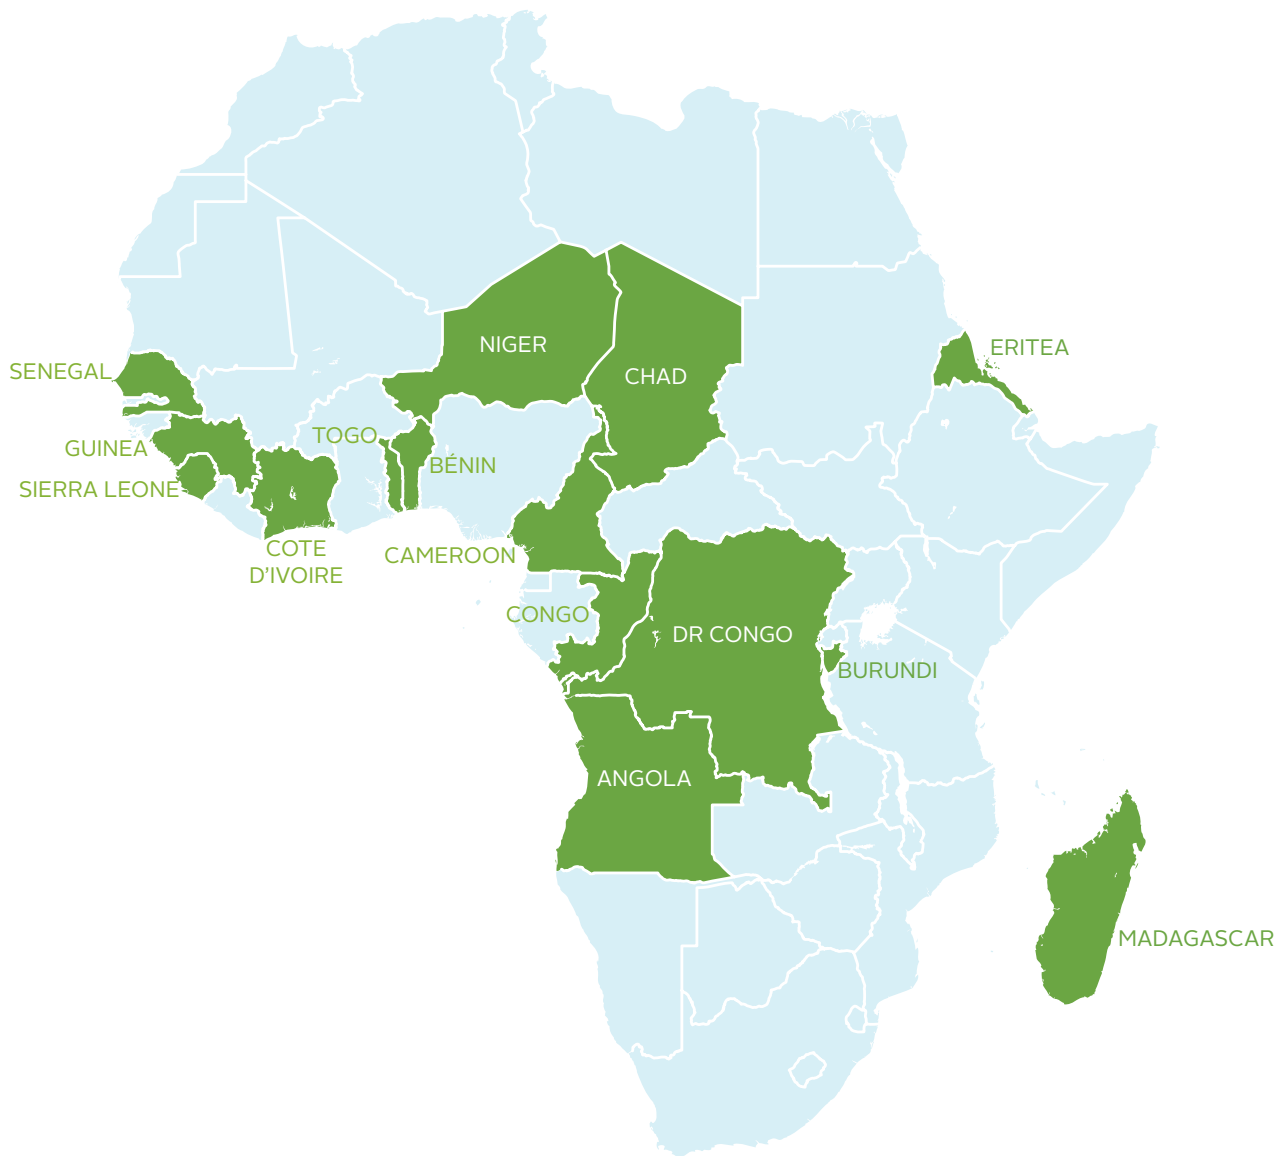 NIGER
ERITEA
SENEGAL
CHAD
TOGO
GUINEA
BÉNIN
SIERRA LEONE
COTE
D'IVOIRE
CAMEROON
CONGO
DR CONGO
BURUNDI
ANGOLA
MADAGASCAR